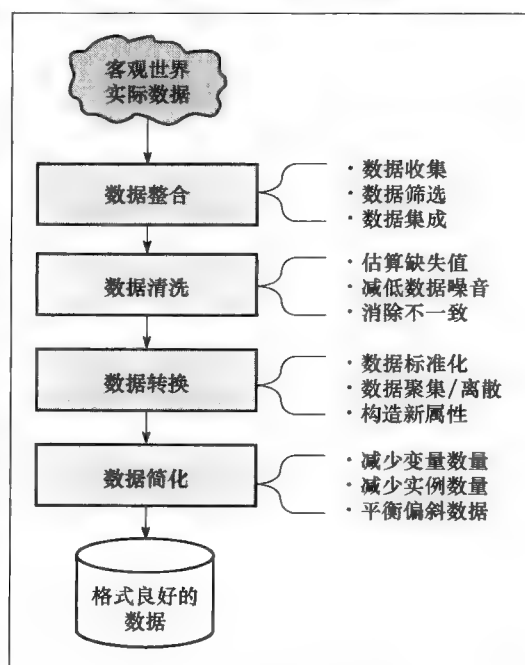 客观世界
实际数据
数据整合
·数据收集
·数据筛选
·数据集成
数据清洗
·估算缺失值
·减低数据噪音
·消除不一致
数据转换
·数据标准化
·数据聚集/离散
·构造新属性
数据简化
·减少变量数量
·减少实例数量
·平衡偏斜数据
格式良好的
数据